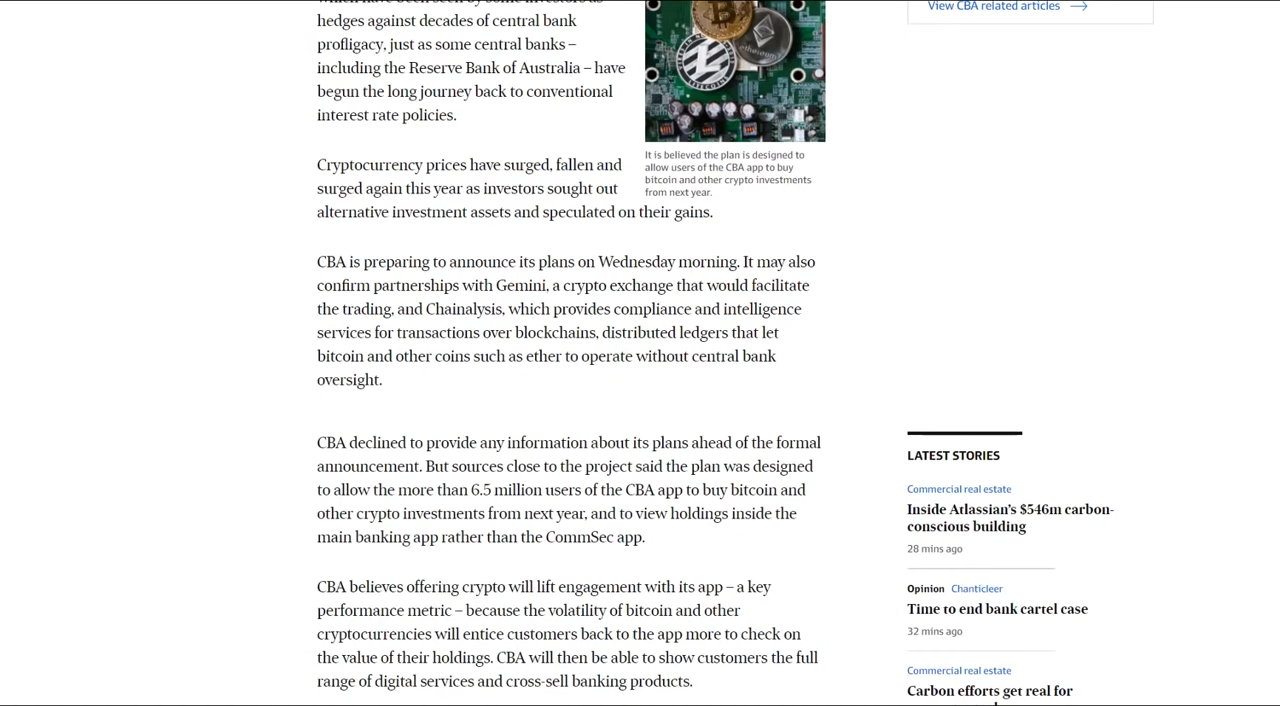 hedges against decades of central bank
profligacy, just as some central banks –
including the Reserve Bank of Australia – have
begun the long journey back to conventional
interest rate policies.
Cryptocurrency prices have surged, fallen and
surged again this year as investors sought out
alternative investment assets and speculated on their gains.
It is believed the plan is designed to
allow users of the CBA app to buy
bitcoin and other crypto investments
from next year.
CBA is preparing to announce its plans on Wednesday morning. It may also
confirm partnerships with Gemini, a crypto exchange that would facilitate
the trading, and Chainalysis, which provides compliance and intelligence
services for transactions over blockchains, distributed ledgers that let
bitcoin and other coins such as ether to operate without central bank
oversight.
CBA declined to provide any information about its plans ahead of the formal
announcement. But sources close to the project said the plan was designed
to allow the more than 6.5 million users of the CBA app to buy bitcoin and
other crypto investments from next year, and to view holdings inside the
main banking app rather than the CommSec app.
CBA believes offering crypto will lift engagement with its app – a key
performance metric – because the volatility of bitcoin and other
cryptocurrencies will entice customers back to the app more to check on
the value of their holdings. CBA will then be able to show customers the full
range of digital services and cross-sell banking products.
View CBA related articles
LATEST STORIES
Commercial real estate
Inside Atlassian's $546m carbon-
conscious building
28 mins ago
Opinion Chanticleer
Time to end bank cartel case
32 mins ago
Commercial real estate
Carbon efforts get real for